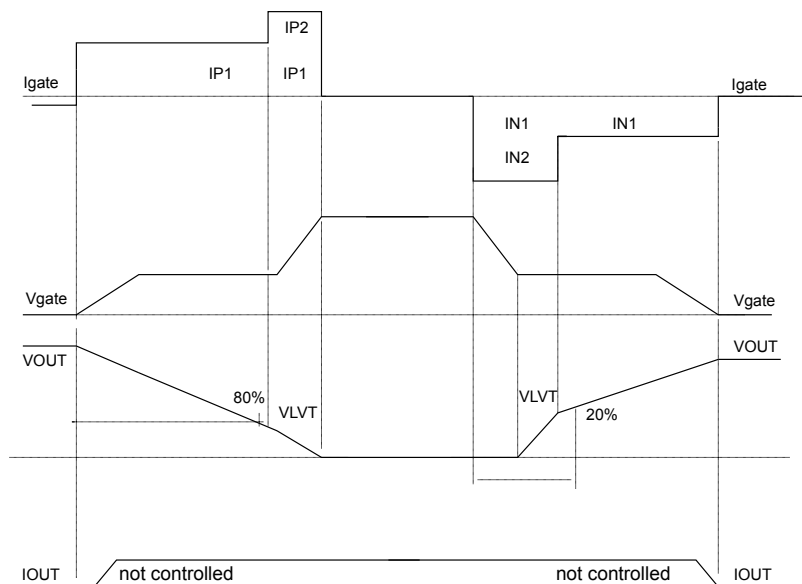 IP2
Igate IP1 IP1 Igate
IN1 IN1
IN2
Vgate Vgate
VOUT VOUT
80% VLVT VLVT 20%
IOUT not controlled not controlled IOUT